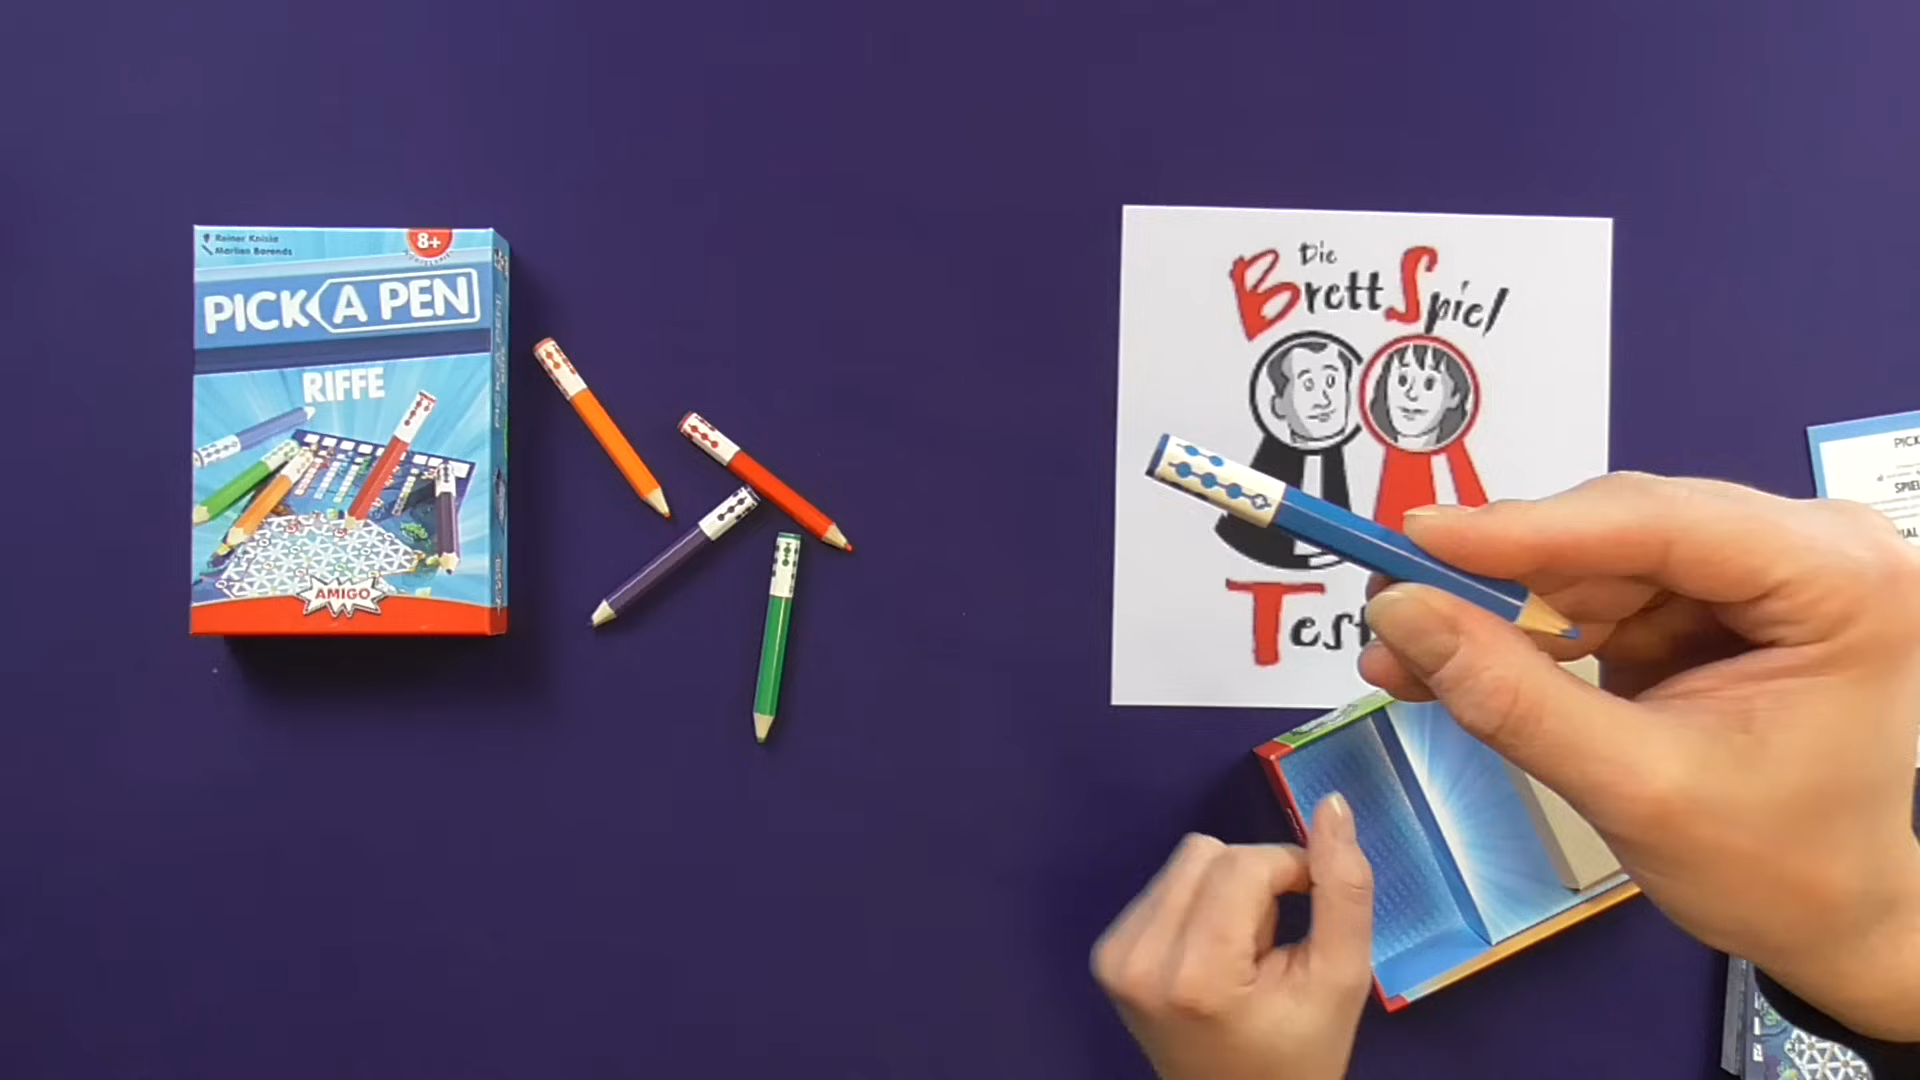 Reiner Knizia
Marlies Barends
8+
PICK A PEN
RIFFE
AMIGO
Die
BrettSpiel
Test
PICK
SPIEL